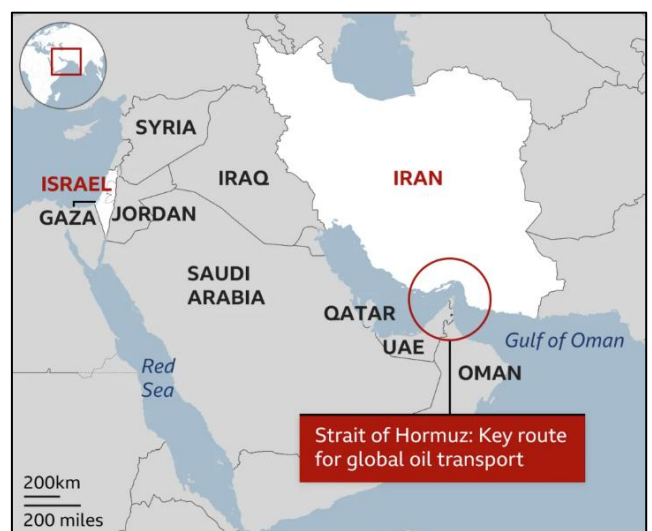 SYRIA
ISRAEL
IRAQ
IRAN
GAZA
JORDAN
SAUDI
ARABIA
QATAR
UAE
Gulf of Oman
Red
Sea
OMAN
Strait of Hormuz: Key route
for global oil transport
200km
200 miles